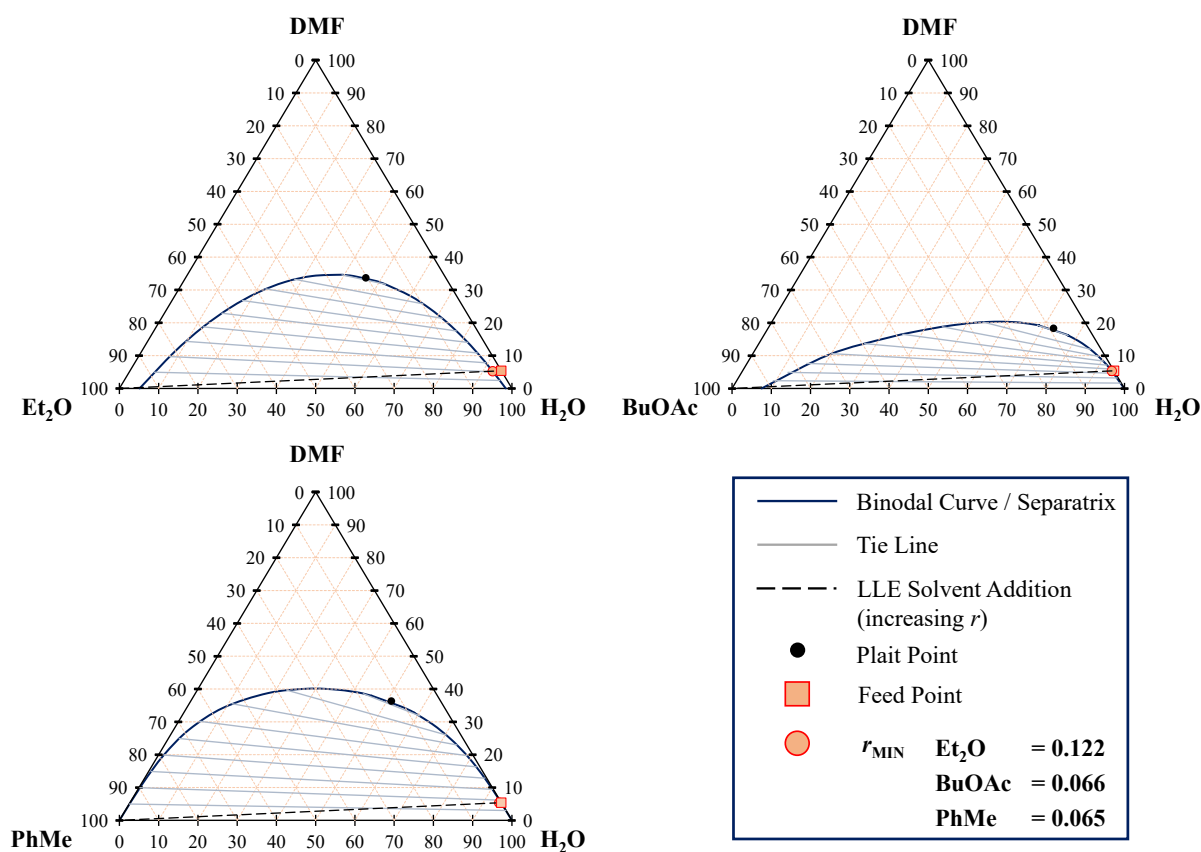 DMF
0 100
10 90
20 80
30 70
40 60
50 50
60 40
70 30
80 20
90 10
100 0
Et₂O 0 10 20 30 40 50 60 70 80 90 100 H₂O
DMF
0 100
10 90
20 80
30 70
40 60
50 50
60 40
70 30
80 20
90 10
100 0
BuOAc 0 10 20 30 40 50 60 70 80 90 100 H₂O
DMF
0 100
10 90
20 80
30 70
40 60
50 50
60 40
70 30
80 20
90 10
100 0
PhMe 0 10 20 30 40 50 60 70 80 90 100 H₂O
Binodal Curve / Separatrix
Tie Line
LLE Solvent Addition
(increasing r)
Plait Point
Feed Point
r_MIN Et₂O = 0.122
BuOAc = 0.066
PhMe = 0.065